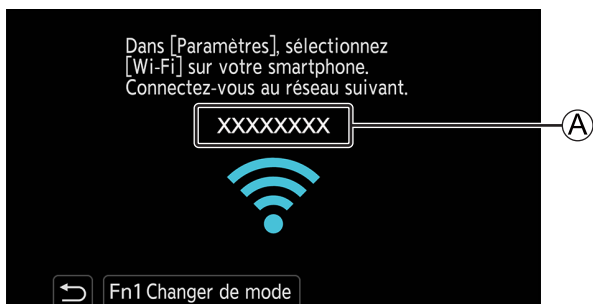 Dans [Paramètres], sélectionnez
[Wi-Fi] sur votre smartphone.
Connectez-vous au réseau suivant.
XXXXXXXX
A
Fn1 Changer de mode